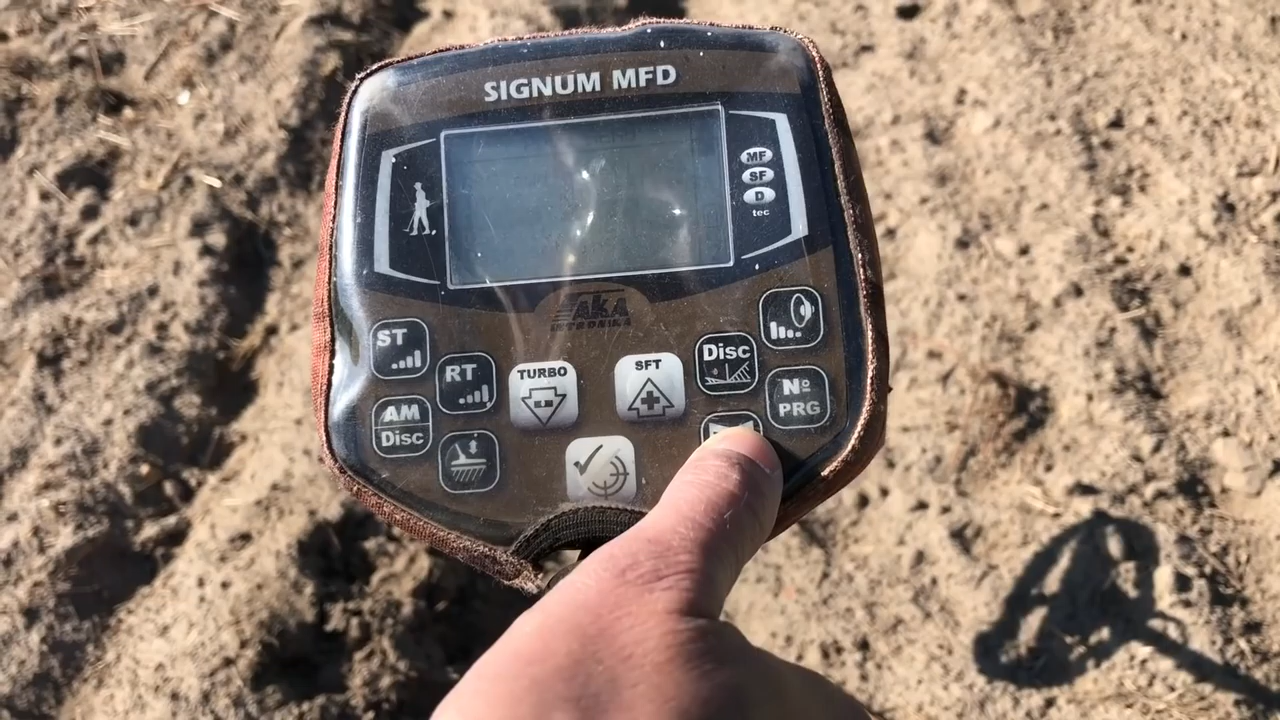 SIGNUM MFD
MF
SF
D
tec
AKA
ST
RT
TURBO
SFT
Disc
AM
Disc
Nº
PRG